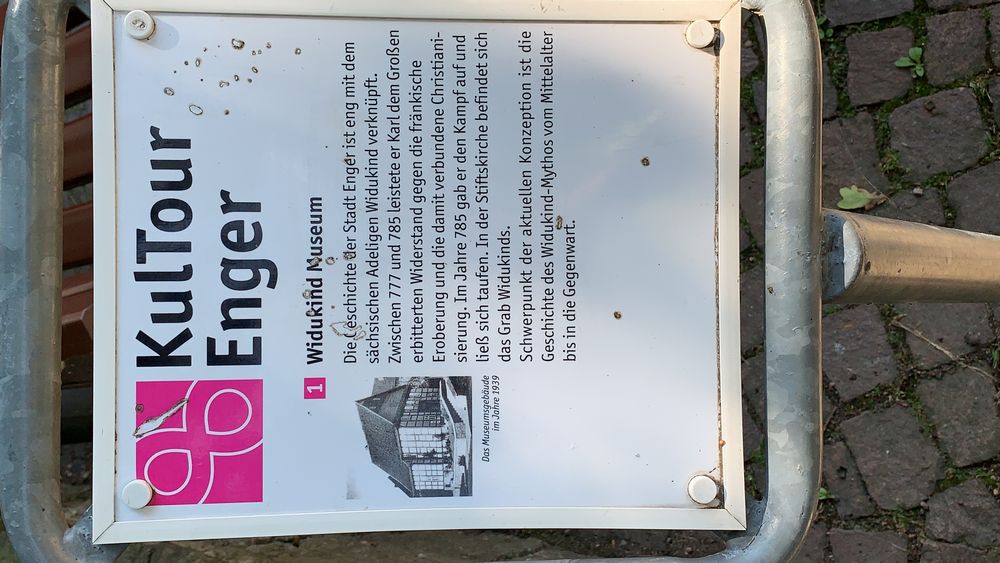 KulTour
Enger
1 Widukind Museum
Die Geschichte der Stadt Enger ist eng mit dem
sächsischen Adeligen Widukind verknüpft.
Zwischen 777 und 785 leistete er Karl dem Großen
erbitterten Widerstand gegen die fränkische
Eroberung und die damit verbundene Christiani-
sierung. Im Jahre 785 gab er den Kampf auf und
ließ sich taufen. In der Stiftskirche befindet sich
das Grab Widukinds.
Schwerpunkt der aktuellen Konzeption ist die
Geschichte des Widukind-Mythos vom Mittelalter
bis in die Gegenwart.
Das Museumsgebäude
im Jahre 1939